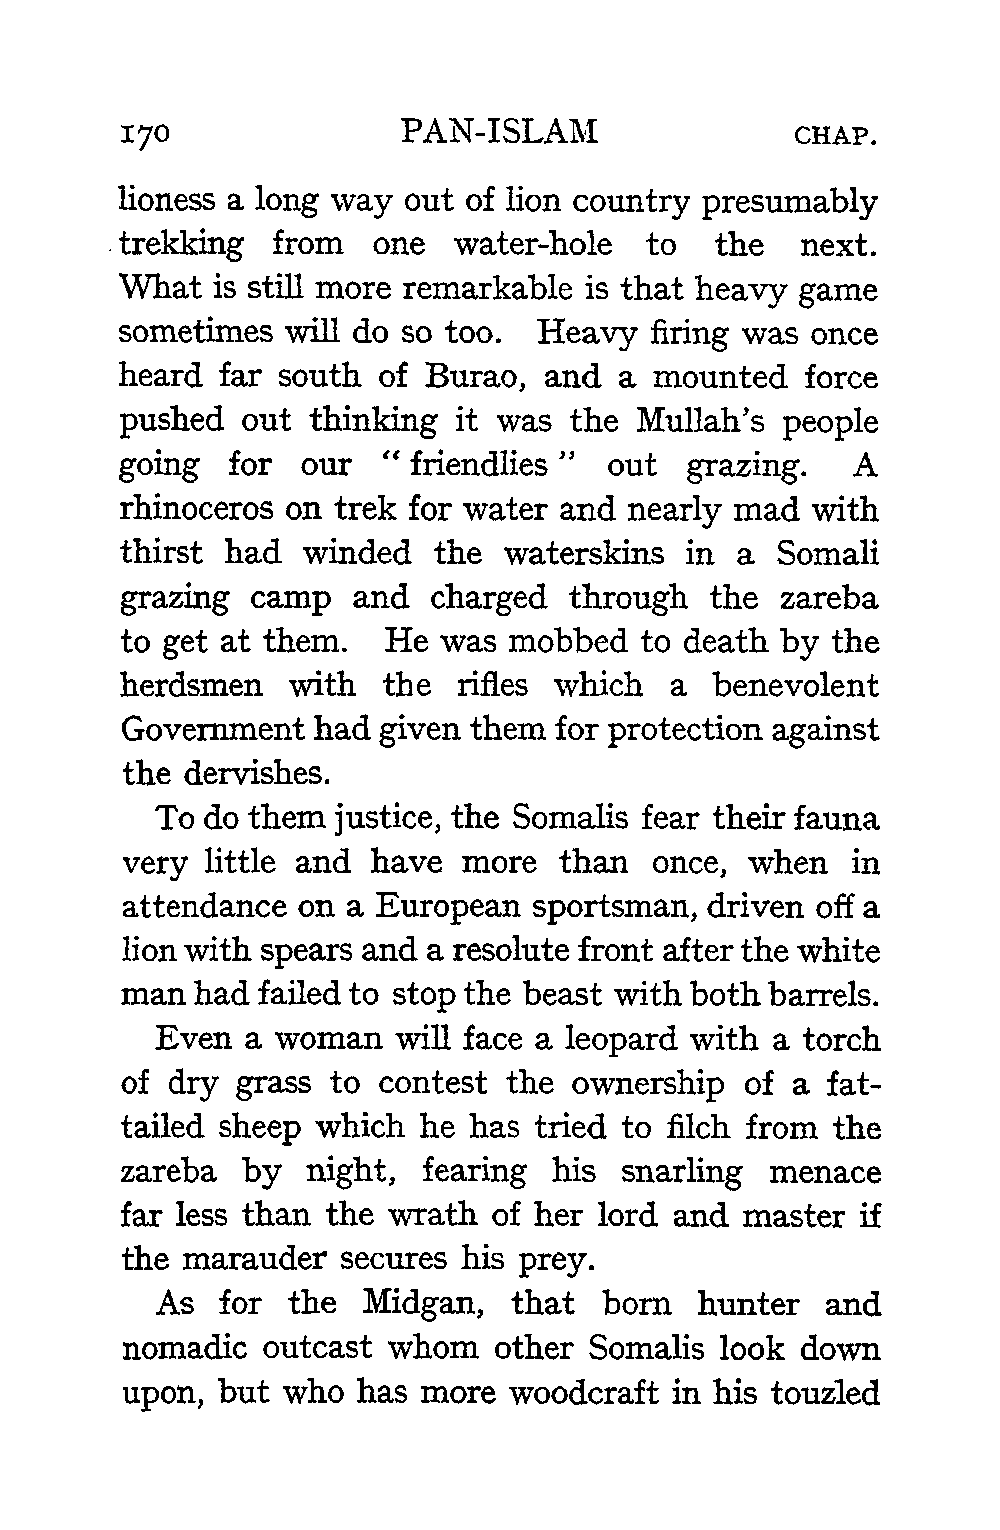 170 PAN-ISLAM CHAP.
lioness a long way out of lion country presumably
trekking from one water-hole to the next.
What is still more remarkable is that heavy game
sometimes will do so too. Heavy firing was once
heard far south of Burao, and a mounted force
pushed out thinking it was the Mullah's people
going for our “ friendlies ” out grazing. A
rhinoceros on trek for water and nearly mad with
thirst had winded the waterskins in a Somali
grazing camp and charged through the zareba
to get at them. He was mobbed to death by the
herdsmen with the rifles which a benevolent
Government had given them for protection against
the dervishes.
To do them justice, the Somalis fear their fauna
very little and have more than once, when in
attendance on a European sportsman, driven off a
lion with spears and a resolute front after the white
man had failed to stop the beast with both barrels.
Even a woman will face a leopard with a torch
of dry grass to contest the ownership of a fat-
tailed sheep which he has tried to filch from the
zareba by night, fearing his snarling menace
far less than the wrath of her lord and master if
the marauder secures his prey.
As for the Midgan, that born hunter and
nomadic outcast whom other Somalis look down
upon, but who has more woodcraft in his touzled